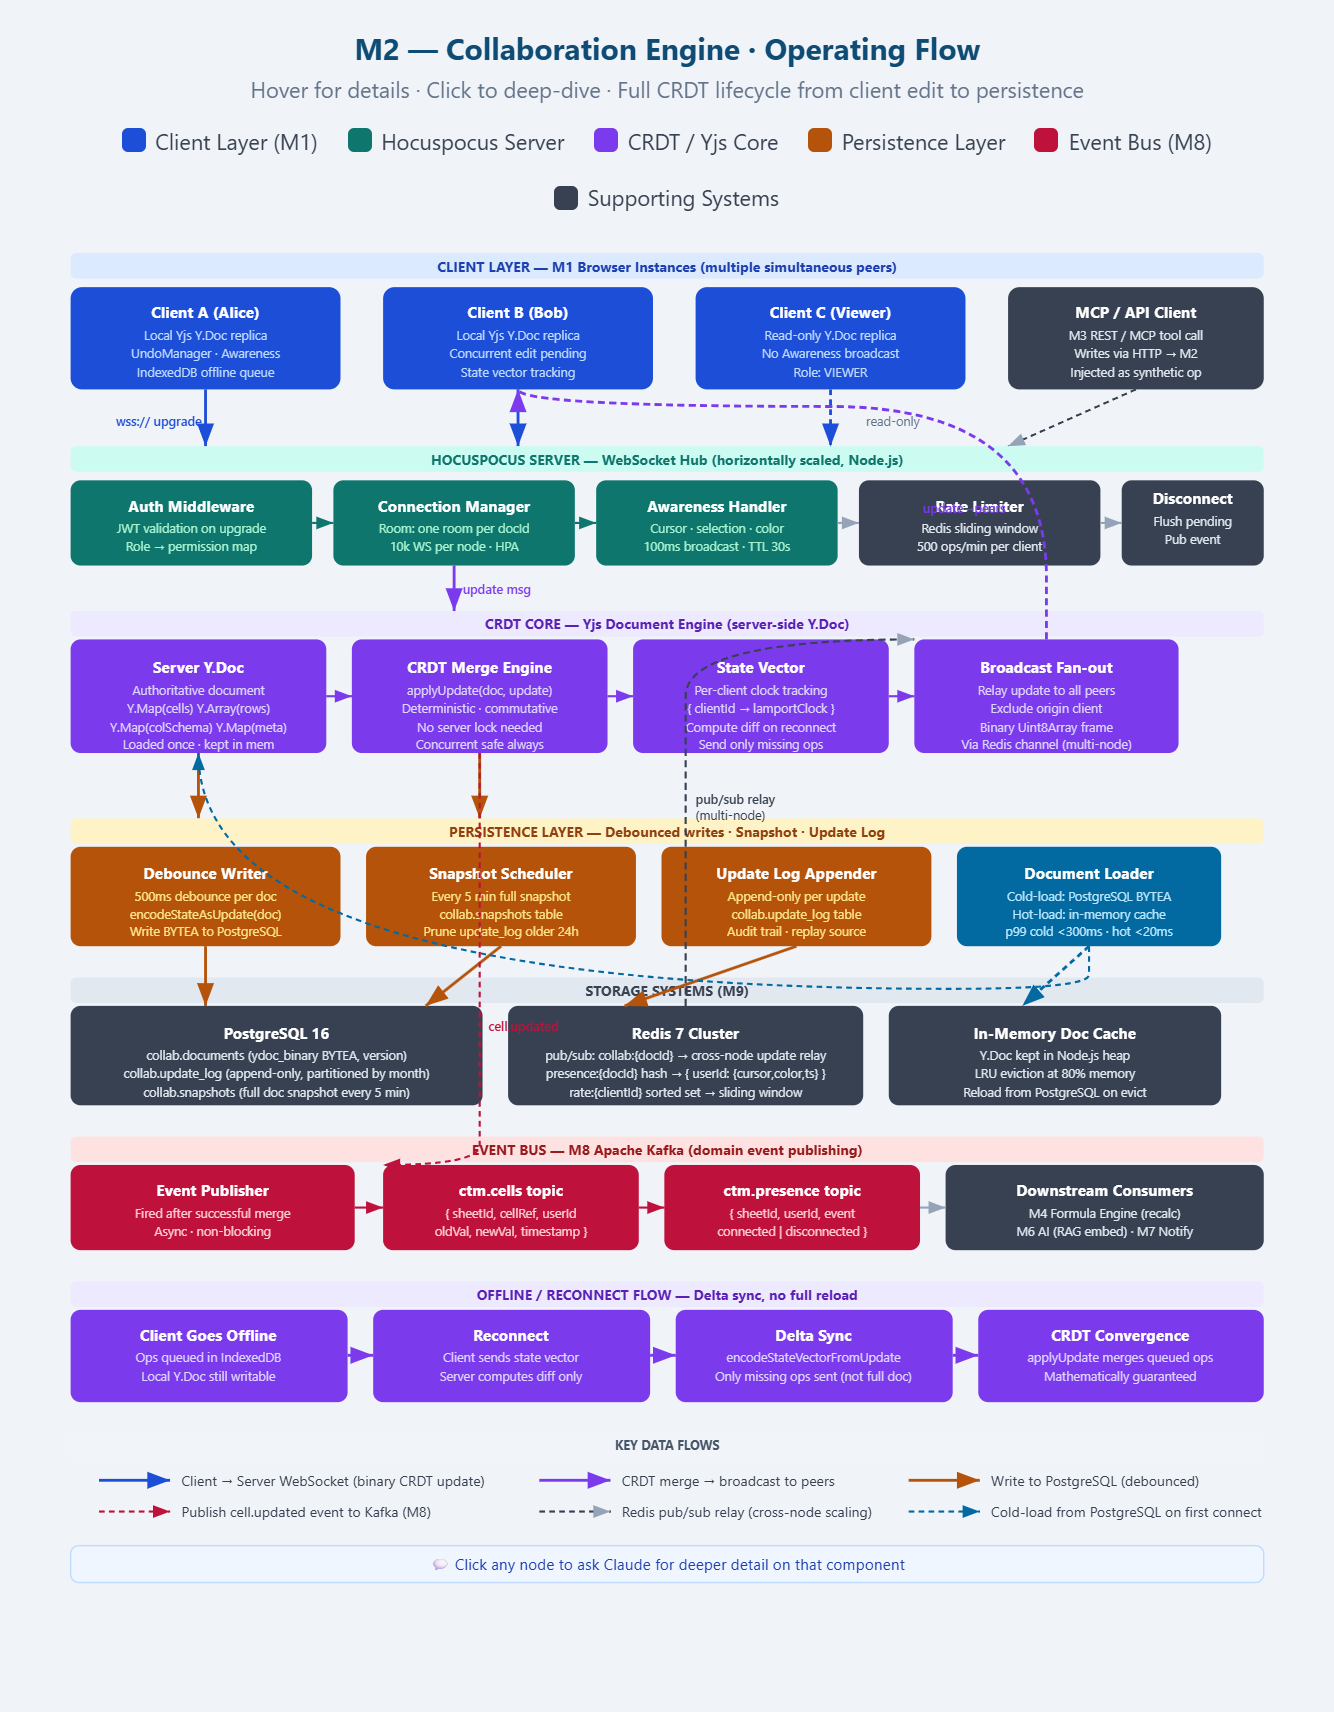 M2 — Collaboration Engine · Operating Flow
Hover for details · Click to deep-dive · Full CRDT lifecycle from client edit to persistence
Client Layer (M1)
Hocuspocus Server
CRDT / Yjs Core
Persistence Layer
Event Bus (M8)
Supporting Systems
CLIENT LAYER — M1 Browser Instances (multiple simultaneous peers)
Client A (Alice)
Local Yjs Y.Doc replica
UndoManager · Awareness
IndexedDB offline queue
Client B (Bob)
Local Yjs Y.Doc replica
Concurrent edit pending
State vector tracking
Client C (Viewer)
Read-only Y.Doc replica
No Awareness broadcast
Role: VIEWER
MCP / API Client
M3 REST / MCP tool call
Writes via HTTP → M2
Injected as synthetic op
wss:// upgrade
read-only
HOCUSPOCUS SERVER — WebSocket Hub (horizontally scaled, Node.js)
Auth Middleware
JWT validation on upgrade
Role → permission map
Connection Manager
Room: one room per docId
10k WS per node · HPA
Awareness Handler
Cursor · selection · color
100ms broadcast · TTL 30s
Rate Limiter
Redis sliding window
500 ops/min per client
Disconnect
Flush pending
Pub event
update msg
CRDT CORE — Yjs Document Engine (server-side Y.Doc)
Server Y.Doc
Authoritative document
Y.Map(cells) Y.Array(rows)
Y.Map(colSchema) Y.Map(meta)
Loaded once · kept in mem
CRDT Merge Engine
applyUpdate(doc, update)
Deterministic · commutative
No server lock needed
Concurrent safe always
State Vector
Per-client clock tracking
{ clientId → lamportClock }
Compute diff on reconnect
Send only missing ops
Broadcast Fan-out
Relay update to all peers
Exclude origin client
Binary Uint8Array frame
Via Redis channel (multi-node)
pub/sub relay
(multi-node)
PERSISTENCE LAYER — Debounced writes · Snapshot · Update Log
Debounce Writer
500ms debounce per doc
encodeStateAsUpdate(doc)
Write BYTEA to PostgreSQL
Snapshot Scheduler
Every 5 min full snapshot
collab.snapshots table
Prune update_log older 24h
Update Log Appender
Append-only per update
collab.update_log table
Audit trail · replay source
Document Loader
Cold-load: PostgreSQL BYTEA
Hot-load: in-memory cache
p99 cold <300ms · hot <20ms
STORAGE SYSTEMS (M9)
PostgreSQL 16
collab.documents (ydoc_binary BYTEA, version)
collab.update_log (append-only, partitioned by month)
collab.snapshots (full doc snapshot every 5 min)
cell.updated
Redis 7 Cluster
pub/sub: collab:{docId} → cross-node update relay
presence:{docId} hash → { userId: {cursor,color,ts} }
rate:{clientId} sorted set → sliding window
In-Memory Doc Cache
Y.Doc kept in Node.js heap
LRU eviction at 80% memory
Reload from PostgreSQL on evict
EVENT BUS — M8 Apache Kafka (domain event publishing)
Event Publisher
Fired after successful merge
Async · non-blocking
ctm.cells topic
{ sheetId, cellRef, userId
oldVal, newVal, timestamp }
ctm.presence topic
{ sheetId, userId, event
connected | disconnected }
Downstream Consumers
M4 Formula Engine (recalc)
M6 AI (RAG embed) · M7 Notify
OFFLINE / RECONNECT FLOW — Delta sync, no full reload
Client Goes Offline
Ops queued in IndexedDB
Local Y.Doc still writable
Reconnect
Client sends state vector
Server computes diff only
Delta Sync
encodeStateVectorFromUpdate
Only missing ops sent (not full doc)
CRDT Convergence
applyUpdate merges queued ops
Mathematically guaranteed
KEY DATA FLOWS
Client → Server WebSocket (binary CRDT update)
CRDT merge → broadcast to peers
Write to PostgreSQL (debounced)
Publish cell.updated event to Kafka (M8)
Redis pub/sub relay (cross-node scaling)
Cold-load from PostgreSQL on first connect
Click any node to ask Claude for deeper detail on that component